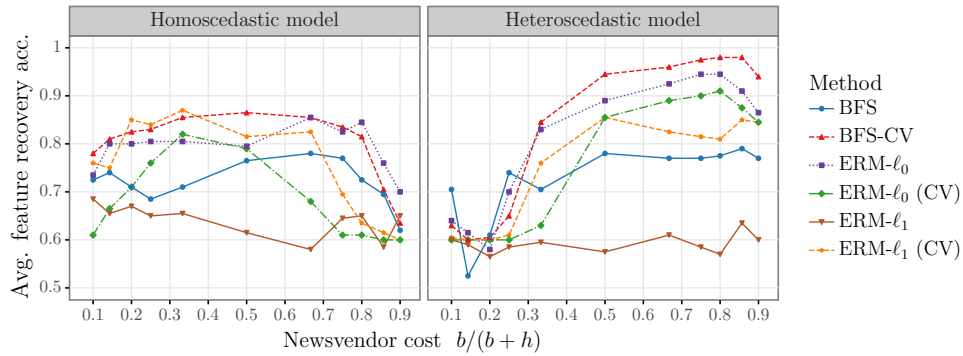 Homoscedastic model
Heteroscedastic model
Avg. feature recovery acc.
1
0.9
0.8
0.7
0.6
0.5
0.1 0.2 0.3 0.4 0.5 0.6 0.7 0.8 0.9
0.1 0.2 0.3 0.4 0.5 0.6 0.7 0.8 0.9
Newsvendor cost b/(b + h)
Method
BFS
BFS-CV
ERM-ℓ₀
ERM-ℓ₀ (CV)
ERM-ℓ₁
ERM-ℓ₁ (CV)